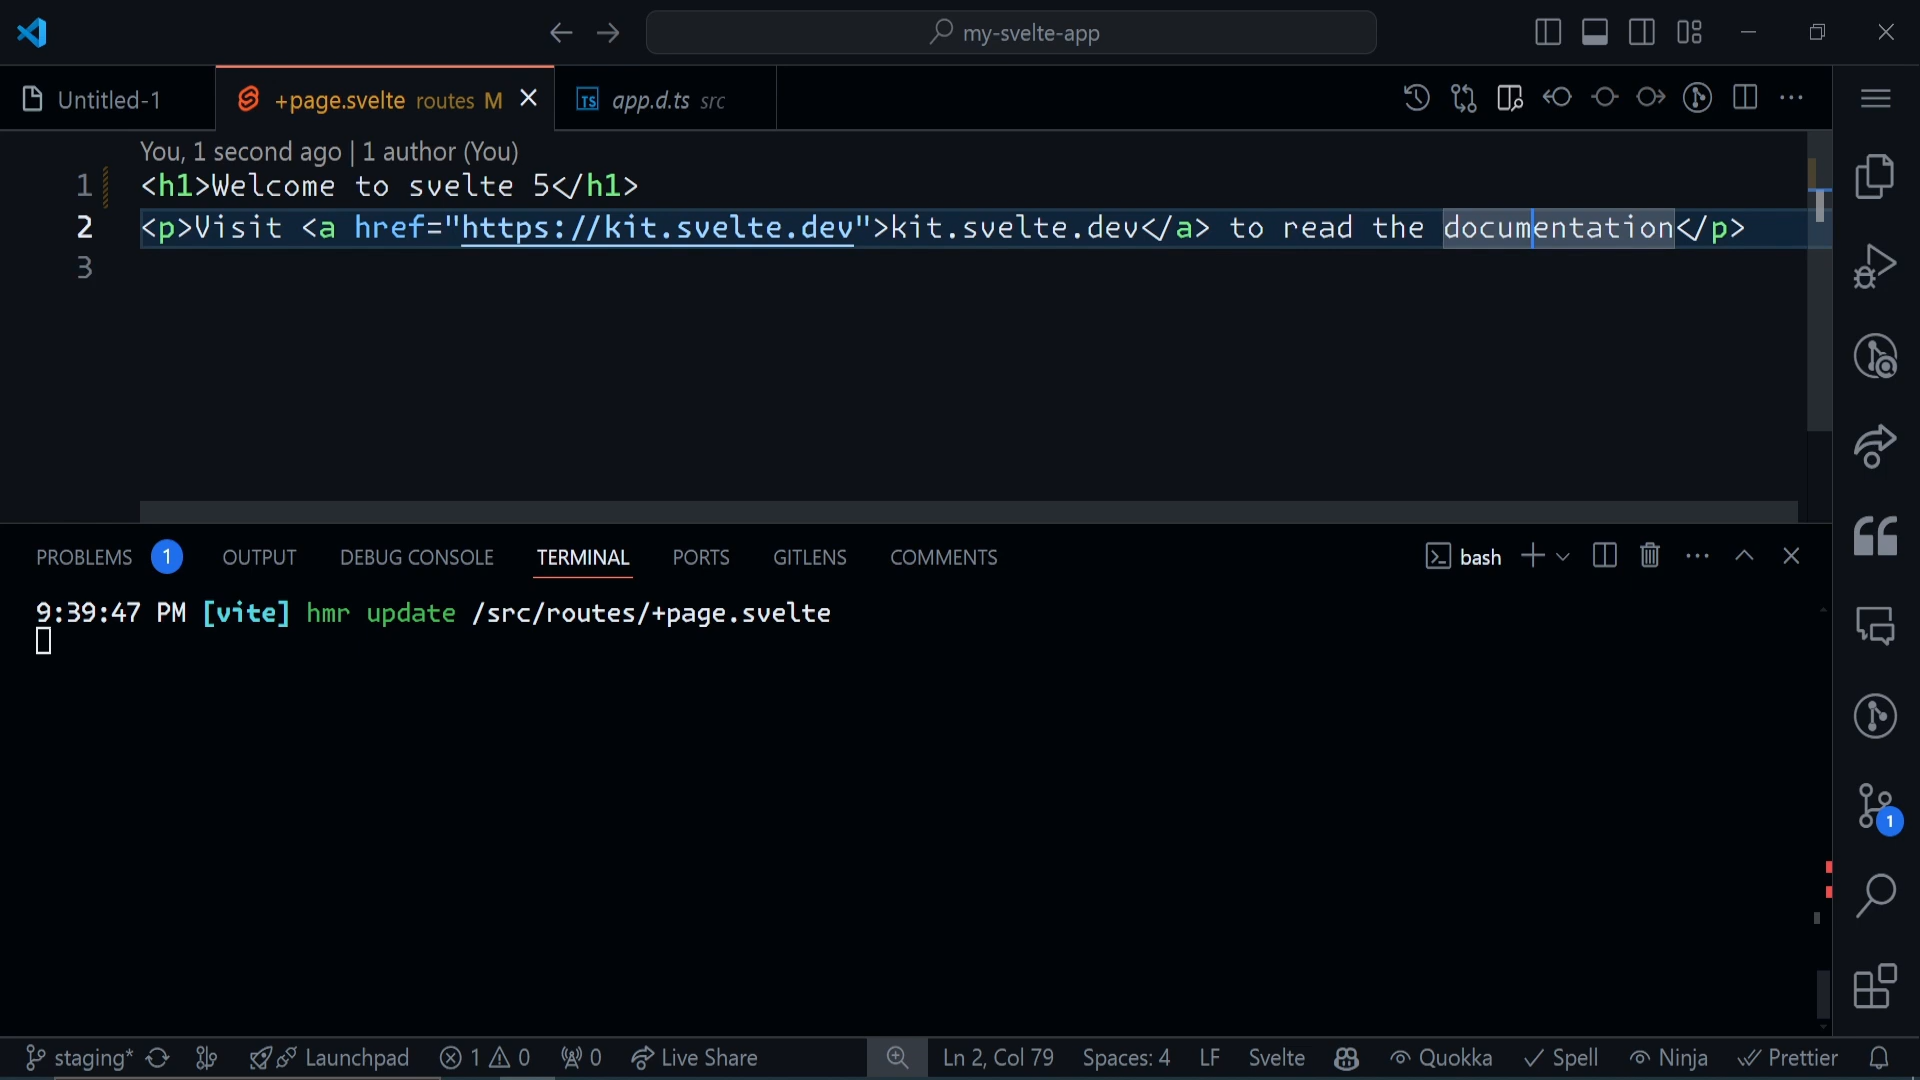 my-svelte-app
Untitled-1
+page.svelte routes M
TS app.d.ts src
You, 1 second ago | 1 author (You)
1 <h1>Welcome to svelte 5</h1>
2 <p>Visit <a href="https://kit.svelte.dev">kit.svelte.dev</a> to read the documentation</p>
3
PROBLEMS 1 OUTPUT DEBUG CONSOLE TERMINAL PORTS GITLENS COMMENTS bash
9:39:47 PM [vite] hmr update /src/routes/+page.svelte
1
staging* Launchpad 1 0 0 Live Share Ln 2, Col 79 Spaces: 4 LF Svelte Quokka Spell Ninja Prettier